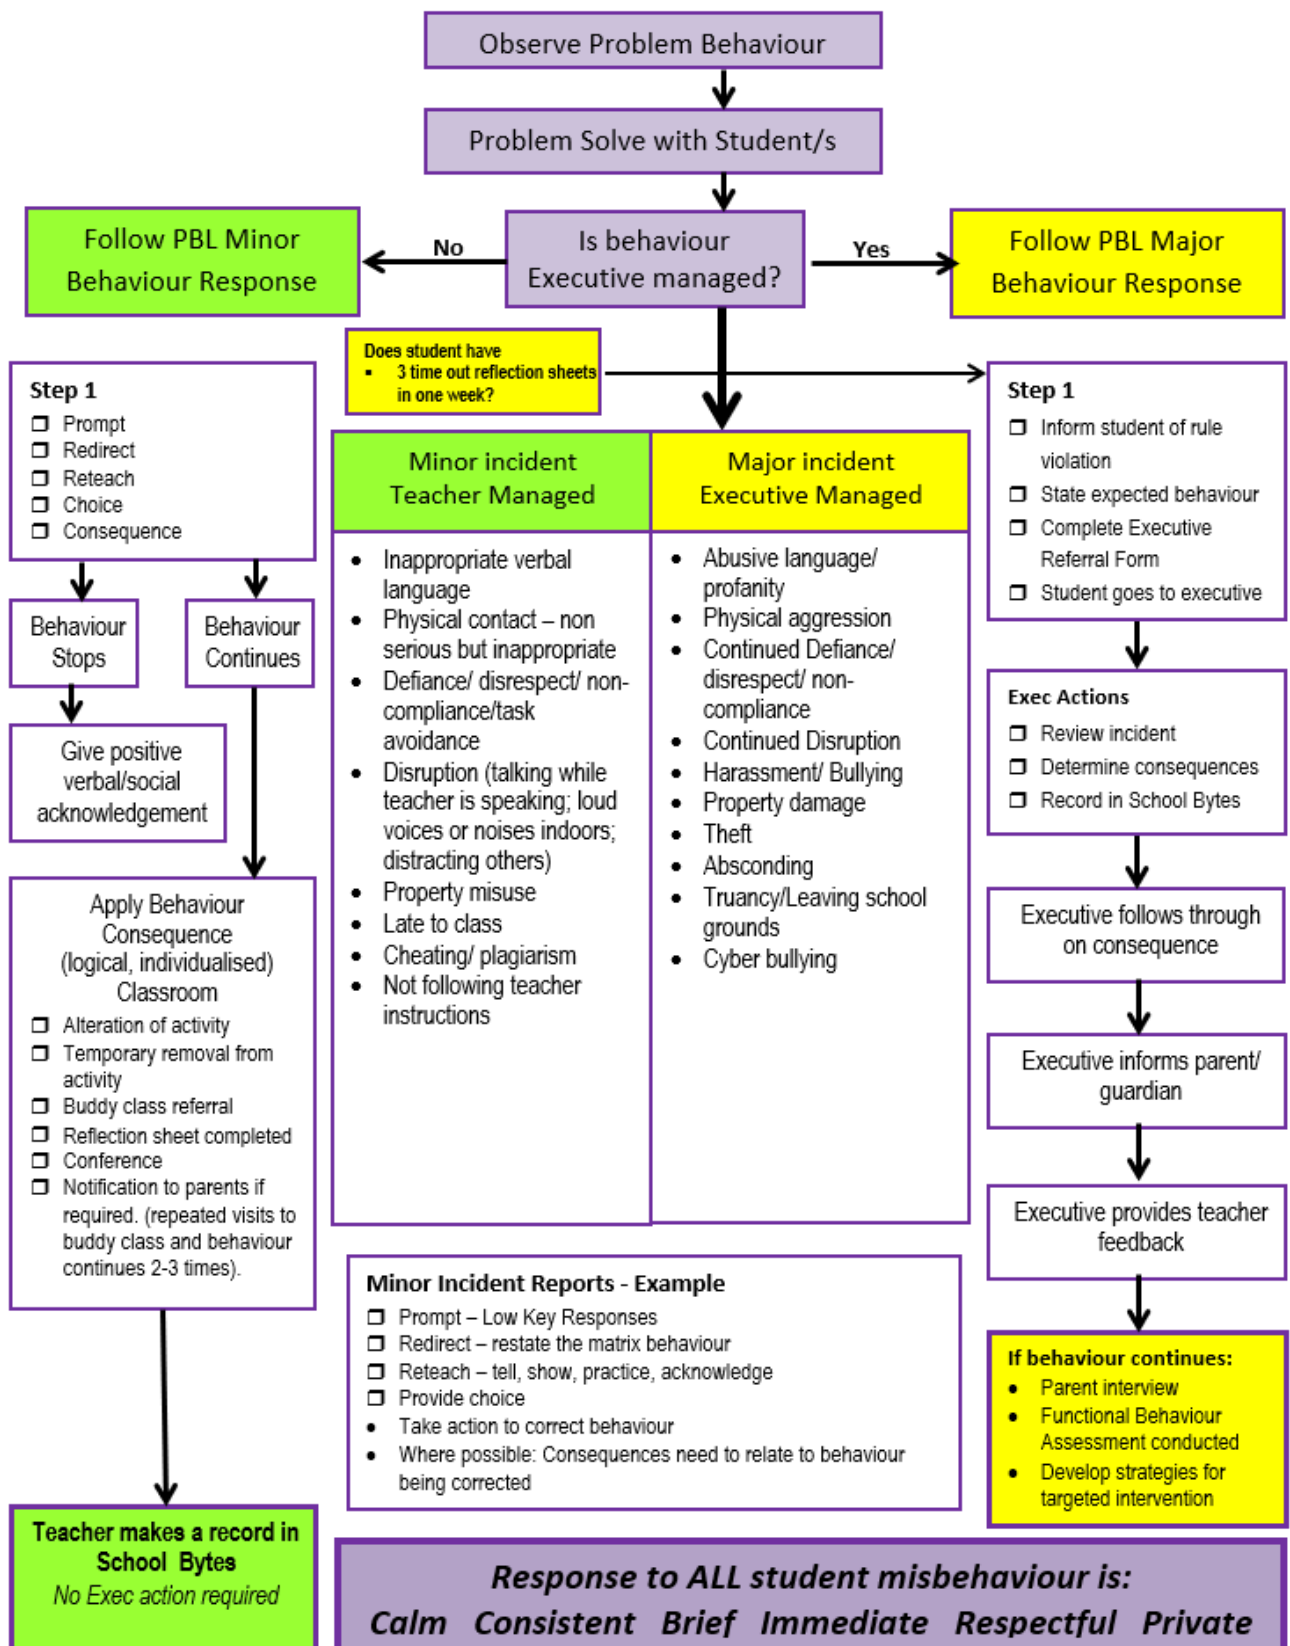 Observe Problem Behaviour
Problem Solve with Student/s
Follow PBL Minor
Behaviour Response
No
Is behaviour
Executive managed?
Yes
Follow PBL Major
Behaviour Response
Does student have
▪ 3 time out reflection sheets
in one week?
Step 1
❒ Prompt
❒ Redirect
❒ Reteach
❒ Choice
❒ Consequence
Behaviour
Stops
Behaviour
Continues
Give positive
verbal/social
acknowledgement
Apply Behaviour
Consequence
(logical, individualised)
Classroom
❒ Alteration of activity
❒ Temporary removal from
activity
❒ Buddy class referral
❒ Reflection sheet completed
❒ Conference
❒ Notification to parents if
required. (repeated visits to
buddy class and behaviour
continues 2-3 times).
Teacher makes a record in
School Bytes
No Exec action required
Minor incident
Teacher Managed
• Inappropriate verbal
language
• Physical contact – non
serious but inappropriate
• Defiance/ disrespect/ non-
compliance/task
avoidance
• Disruption (talking while
teacher is speaking; loud
voices or noises indoors;
distracting others)
• Property misuse
• Late to class
• Cheating/ plagiarism
• Not following teacher
instructions
Major incident
Executive Managed
• Abusive language/
profanity
• Physical aggression
• Continued Defiance/
disrespect/ non-
compliance
• Continued Disruption
• Harassment/ Bullying
• Property damage
• Theft
• Absconding
• Truancy/Leaving school
grounds
• Cyber bullying
Minor Incident Reports - Example
❒ Prompt – Low Key Responses
❒ Redirect – restate the matrix behaviour
❒ Reteach – tell, show, practice, acknowledge
❒ Provide choice
• Take action to correct behaviour
• Where possible: Consequences need to relate to behaviour
being corrected
Step 1
❒ Inform student of rule
violation
❒ State expected behaviour
❒ Complete Executive
Referral Form
❒ Student goes to executive
Exec Actions
❒ Review incident
❒ Determine consequences
❒ Record in School Bytes
Executive follows through
on consequence
Executive informs parent/
guardian
Executive provides teacher
feedback
If behaviour continues:
• Parent interview
• Functional Behaviour
Assessment conducted
• Develop strategies for
targeted intervention
Response to ALL student misbehaviour is:
Calm Consistent Brief Immediate Respectful Private